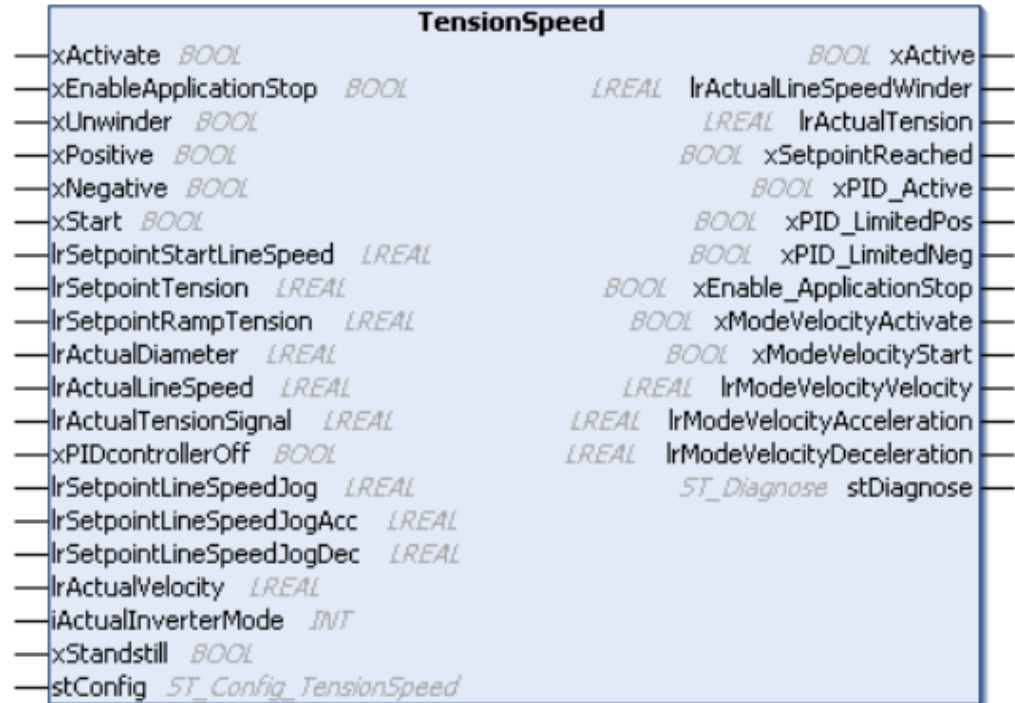 TensionSpeed
xActivate BOOL BOOL xActive
xEnableApplicationStop BOOL LREAL lrActualLineSpeedWinder
xUnwinder BOOL LREAL lrActualTension
xPositive BOOL BOOL xSetpointReached
xNegative BOOL BOOL xPID_Active
xStart BOOL BOOL xPID_LimitedPos
lrSetpointStartLineSpeed LREAL BOOL xPID_LimitedNeg
lrSetpointTension LREAL BOOL xEnable_ApplicationStop
lrSetpointRampTension LREAL BOOL xModeVelocityActivate
lrActualDiameter LREAL BOOL xModeVelocityStart
lrActualLineSpeed LREAL LREAL lrModeVelocityVelocity
lrActualTensionSignal LREAL LREAL lrModeVelocityAcceleration
xPIDcontrollerOff BOOL LREAL lrModeVelocityDeceleration
lrSetpointLineSpeedJog LREAL ST_Diagnose stDiagnose
lrSetpointLineSpeedJogAcc LREAL
lrSetpointLineSpeedJogDec LREAL
lrActualVelocity LREAL
iActualInverterMode INT
xStandstill BOOL
stConfig ST_Config_TensionSpeed